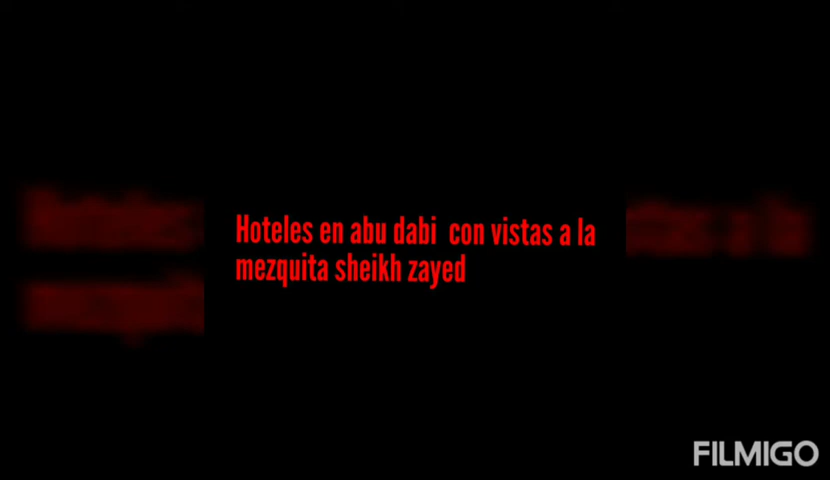 Hoteles en abu dabi  con vistas a la
mezquita sheikh zayed
FILMIGO